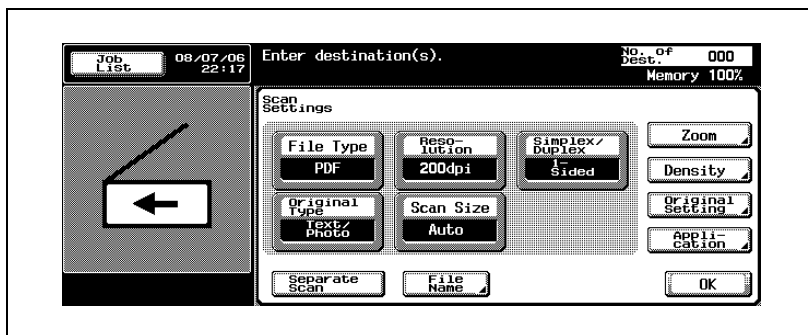 Job
List
08/07/06
22:17
Enter destination(s).
No. of
Dest.
000
Memory 100%
Scan
Settings
File Type
PDF
Reso-
lution
200dpi
Simplex/
Duplex
1-
Sided
Original
Type
Text/
Photo
Scan Size
Auto
Zoom
Density
Original
Setting
Appli-
cation
Separate
Scan
File
Name
OK